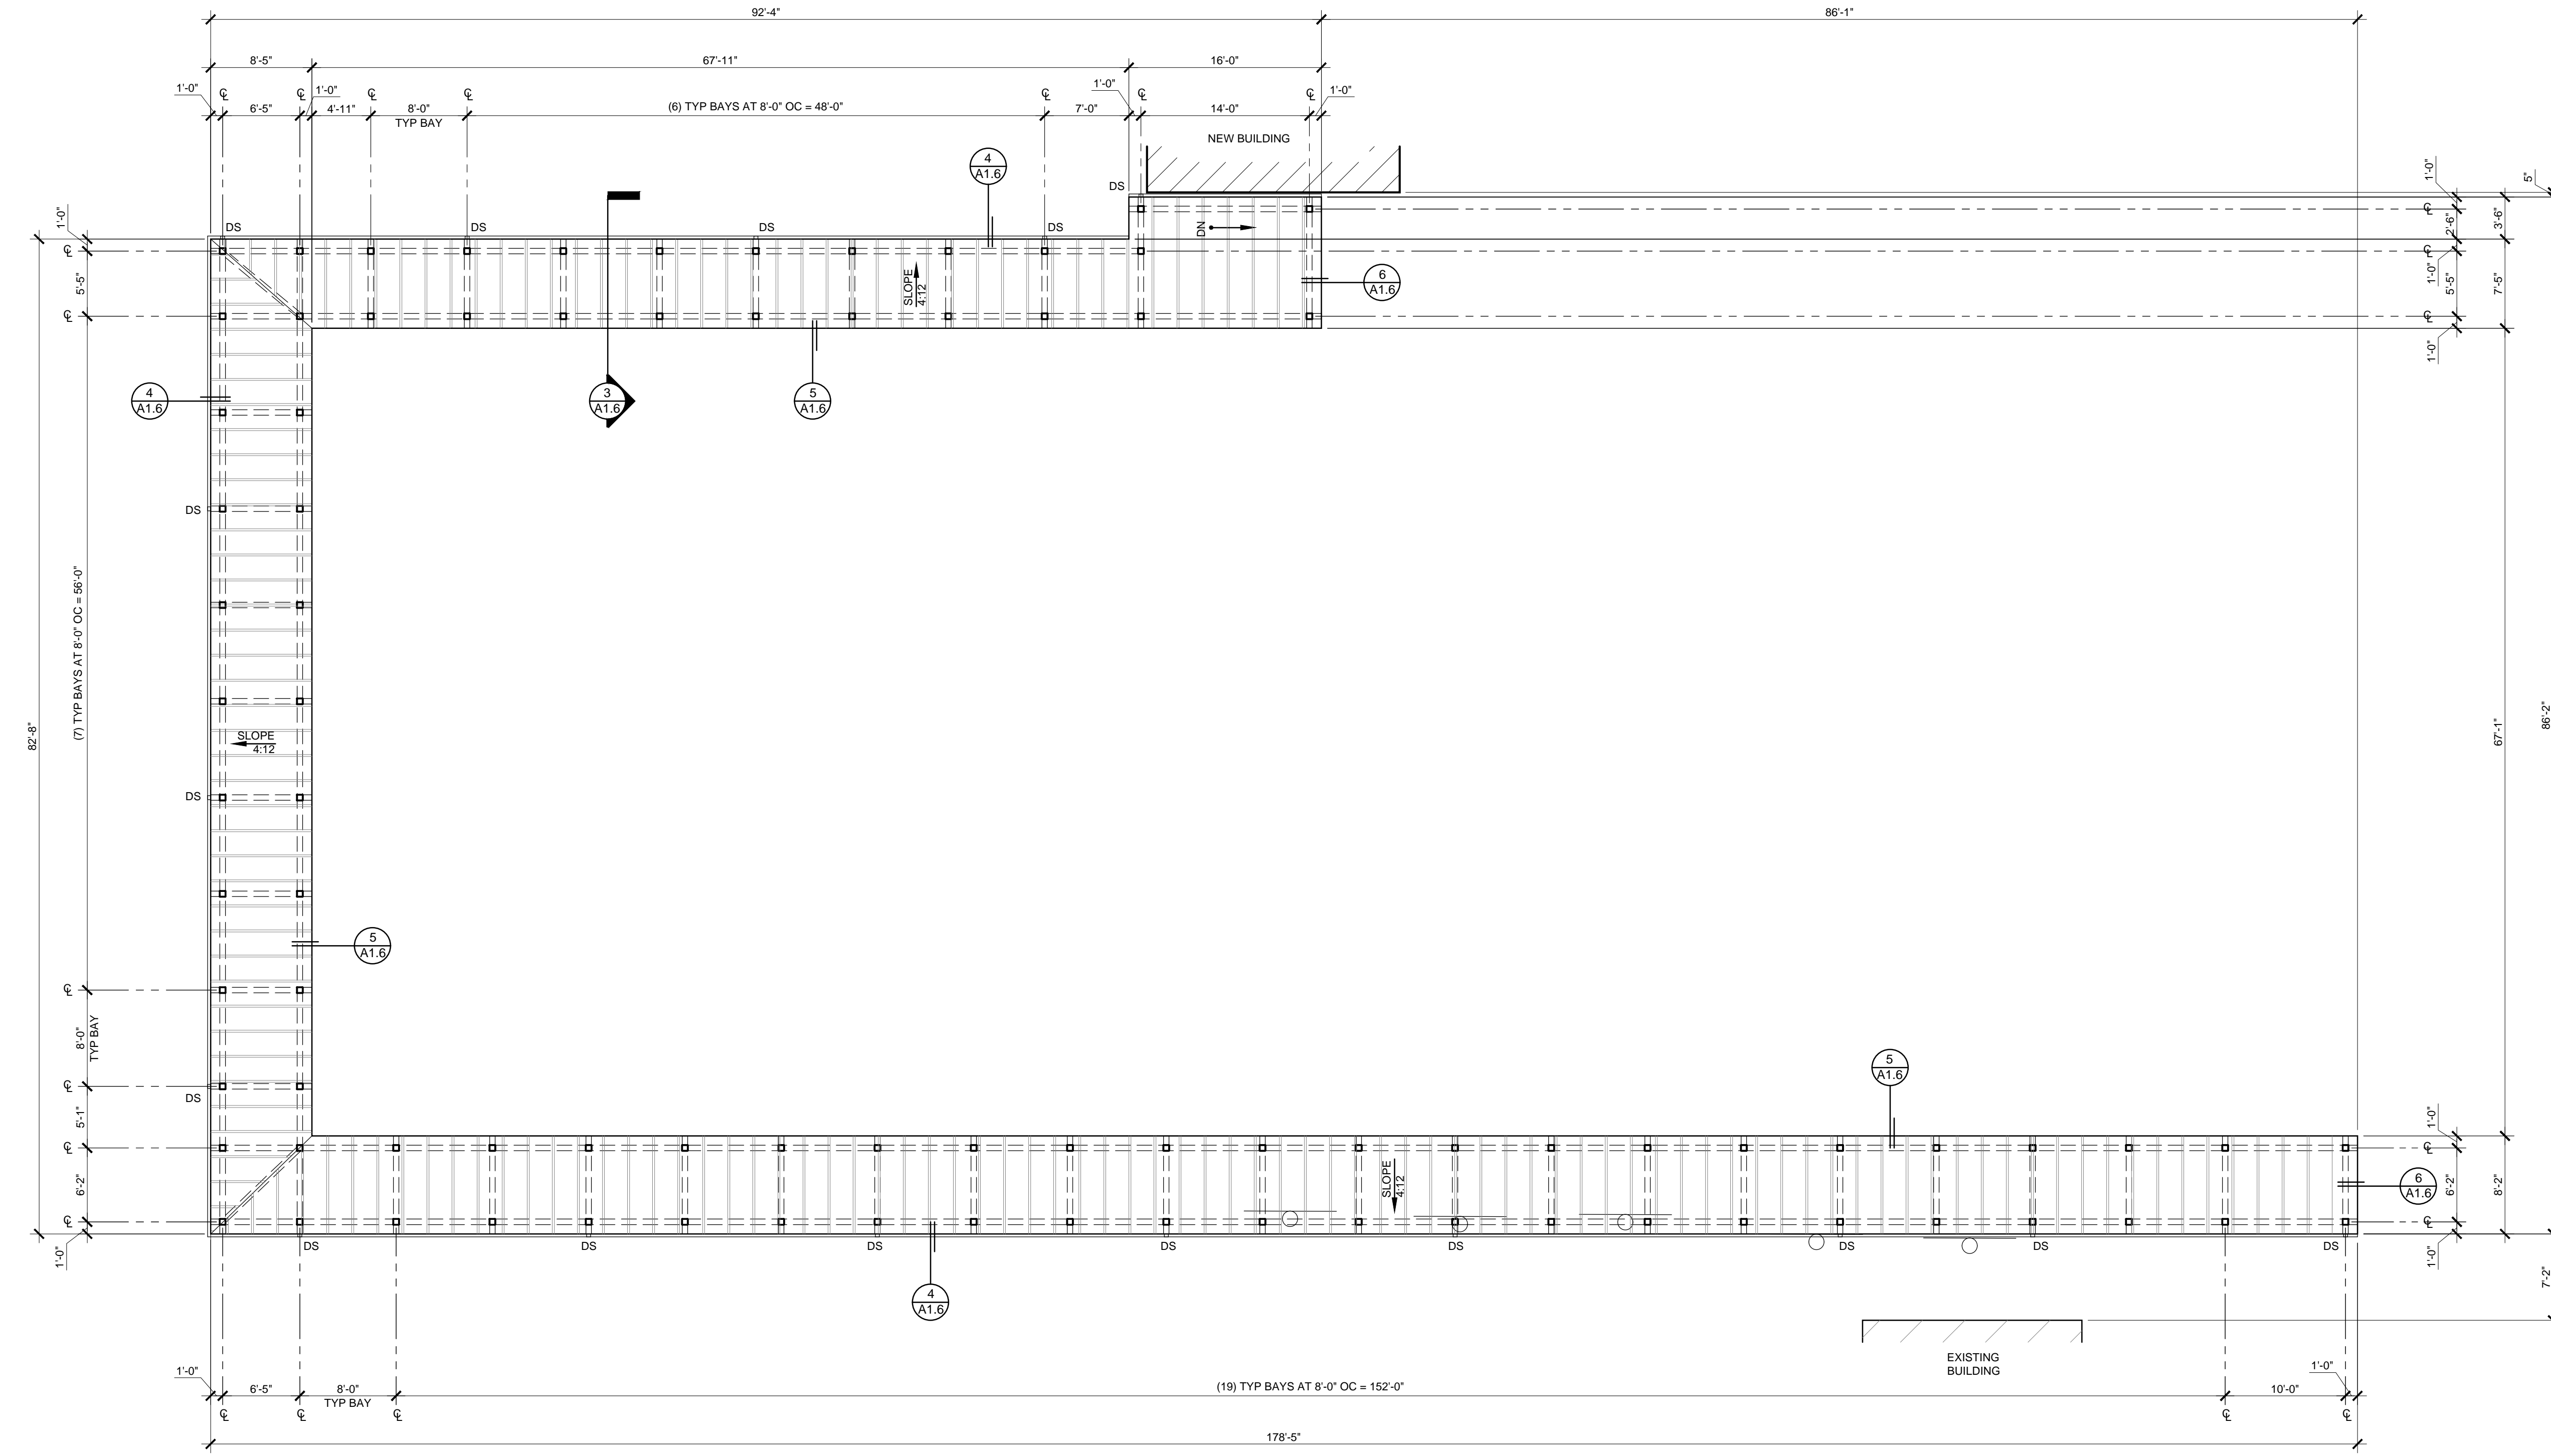 92'-4"
86'-1"
8'-5"
67'-11"
16'-0"
1'-0"
℄
℄
1'-0"
℄
℄
℄
1'-0"
℄
℄
1'-0"
6'-5"
4'-11"
8'-0"
TYP BAY
(6) TYP BAYS AT 8'-0" OC = 48'-0"
7'-0"
14'-0"
NEW BUILDING
4
A1.6
DS
DS
DS
DS
DS
DN
SLOPE
4:12
6
A1.6
4
A1.6
3
A1.6
5
A1.6
1'-0"
℄
5'-5"
℄
(7) TYP BAYS AT 8'-0" OC = 56'-0"
82'-8"
℄
8'-0"
TYP BAY
℄
5'-1"
℄
6'-2"
℄
1'-0"
DS
DS
DS
SLOPE
4:12
5
A1.6
1'-0"
5"
℄
2'-6"
3'-6"
℄
1'-0"
5'-5"
7'-5"
℄
1'-0"
86'-2"
67'-1"
5
A1.6
1'-0"
℄
6
A1.6
6'-2"
8'-2"
℄
1'-0"
7'-2"
SLOPE
4:12
DS
DS
DS
DS
DS
DS
DS
DS
4
A1.6
EXISTING
BUILDING
1'-0"
6'-5"
8'-0"
TYP BAY
(19) TYP BAYS AT 8'-0" OC = 152'-0"
10'-0"
1'-0"
℄
℄
℄
℄
℄
178'-5"